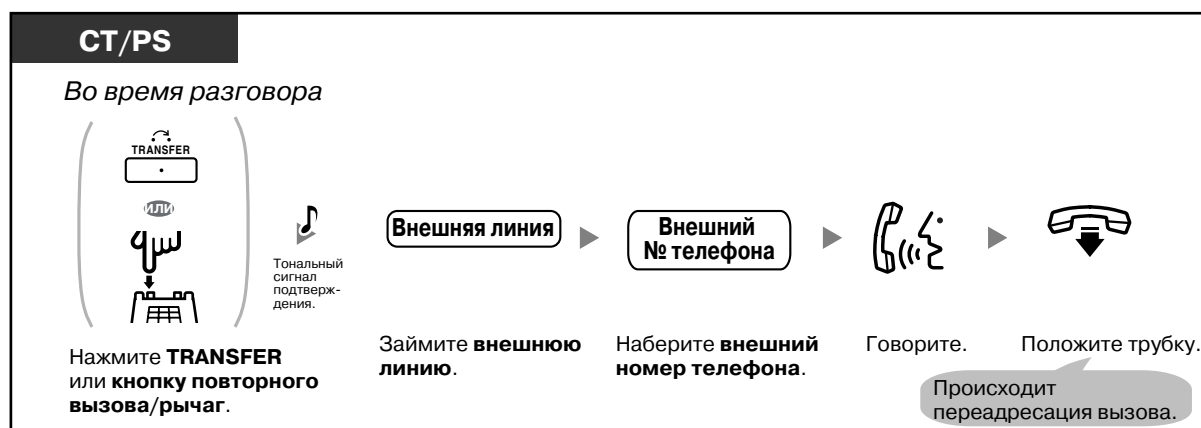 CT/PS
Во время разговора
TRANSFER
или
Тональный
сигнал
подтверж-
дения.
Нажмите TRANSFER
или кнопку повторного
вызова/рычаг.
Внешняя линия
Займите внешнюю
линию.
Внешний
№ телефона
Наберите внешний
номер телефона.
Говорите.
Положите трубку.
Происходит
переадресация вызова.